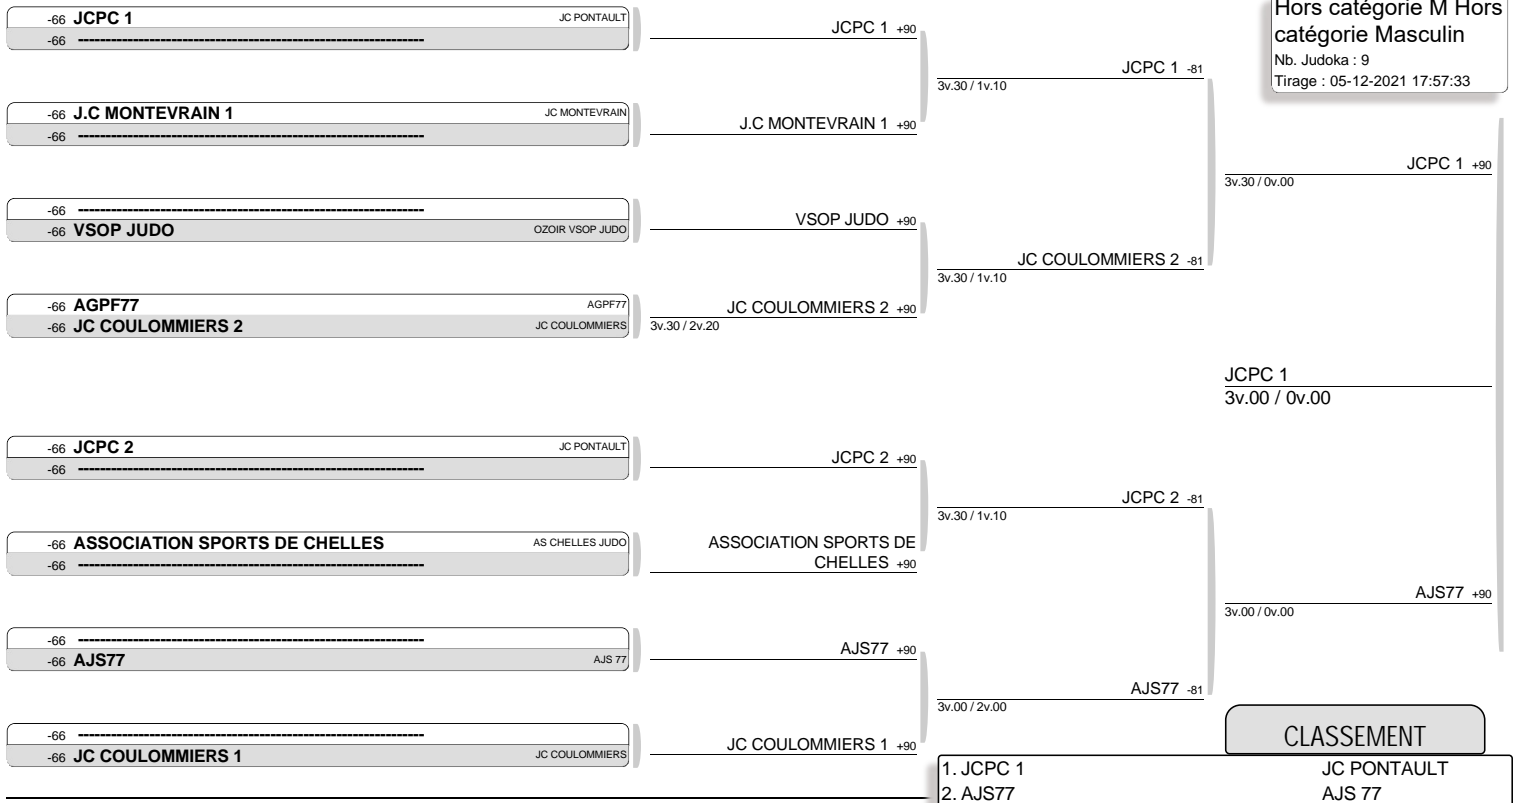 Hors catégorie M Hors
catégorie Masculin
Nb. Judoka : 9
Tirage : 05-12-2021 17:57:33
-66 JCPC 1 JC PONTAULT
-66 ----------------------------------------------------------------
-66 J.C MONTEVRAIN 1 JC MONTEVRAIN
-66 ----------------------------------------------------------------
-66 ----------------------------------------------------------------
-66 VSOP JUDO OZOIR VSOP JUDO
-66 AGPF77 AGPF77
-66 JC COULOMMIERS 2 JC COULOMMIERS
-66 JCPC 2 JC PONTAULT
-66 ----------------------------------------------------------------
-66 ASSOCIATION SPORTS DE CHELLES AS CHELLES JUDO
-66 ----------------------------------------------------------------
-66 ----------------------------------------------------------------
-66 AJS77 AJS 77
-66 ----------------------------------------------------------------
-66 JC COULOMMIERS 1 JC COULOMMIERS
JCPC 1 +90
J.C MONTEVRAIN 1 +90
VSOP JUDO +90
JC COULOMMIERS 2 +90
3v.30 / 2v.20
JCPC 2 +90
ASSOCIATION SPORTS DE
CHELLES +90
AJS77 +90
JC COULOMMIERS 1 +90
JCPC 1 -81
3v.30 / 1v.10
JC COULOMMIERS 2 -81
3v.30 / 1v.10
JCPC 2 -81
3v.30 / 1v.10
AJS77 -81
3v.00 / 2v.00
JCPC 1 +90
3v.30 / 0v.00
JCPC 1
3v.00 / 0v.00
AJS77 +90
3v.00 / 0v.00
CLASSEMENT
1. JCPC 1 JC PONTAULT
2. AJS77 AJS 77